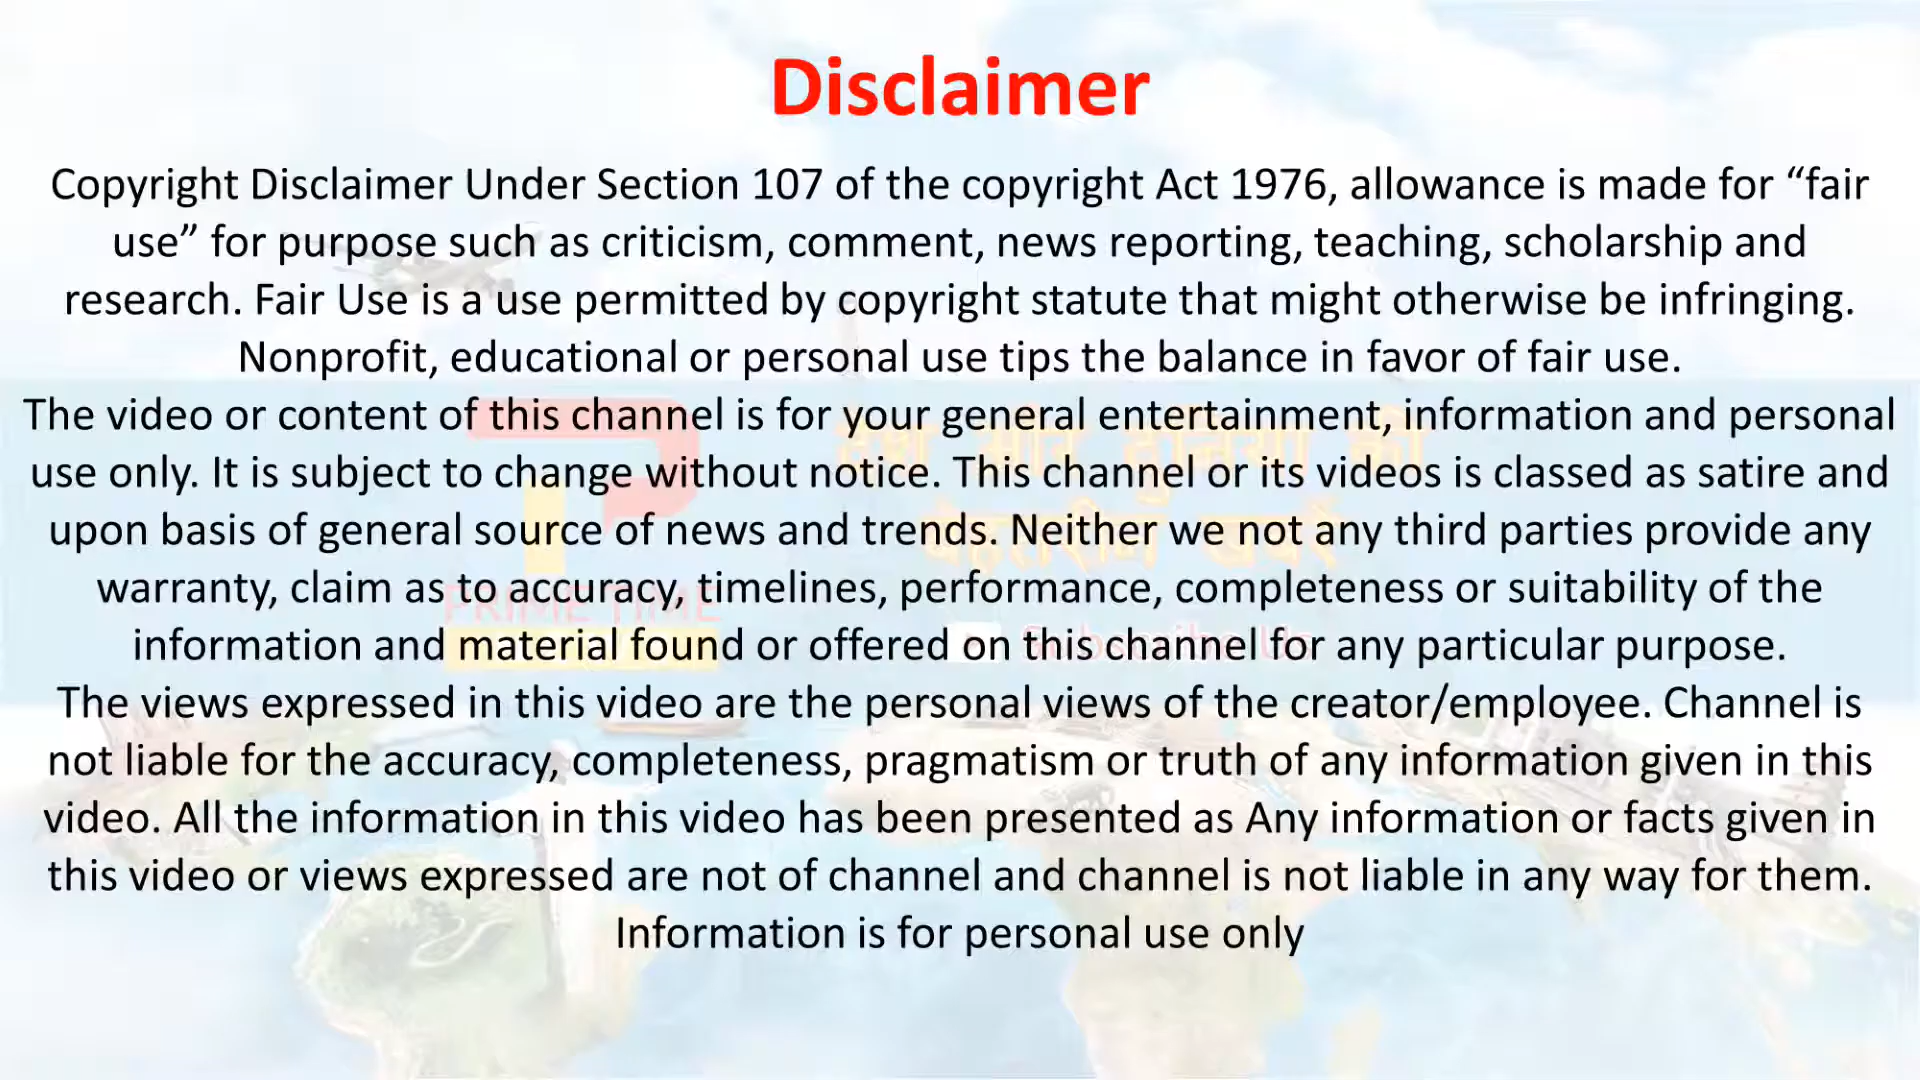 Disclaimer
Copyright Disclaimer Under Section 107 of the copyright Act 1976, allowance is made for “fair
use” for purpose such as criticism, comment, news reporting, teaching, scholarship and
research. Fair Use is a use permitted by copyright statute that might otherwise be infringing.
Nonprofit, educational or personal use tips the balance in favor of fair use.
The video or content of this channel is for your general entertainment, information and personal
use only. It is subject to change without notice. This channel or its videos is classed as satire and
upon basis of general source of news and trends. Neither we not any third parties provide any
warranty, claim as to accuracy, timelines, performance, completeness or suitability of the
information and material found or offered on this channel for any particular purpose.
The views expressed in this video are the personal views of the creator/employee. Channel is
not liable for the accuracy, completeness, pragmatism or truth of any information given in this
video. All the information in this video has been presented as Any information or facts given in
this video or views expressed are not of channel and channel is not liable in any way for them.
Information is for personal use only
देश और दुनिया की
बेहतरीन खबरें
PRIME TIME
Subscribe Us